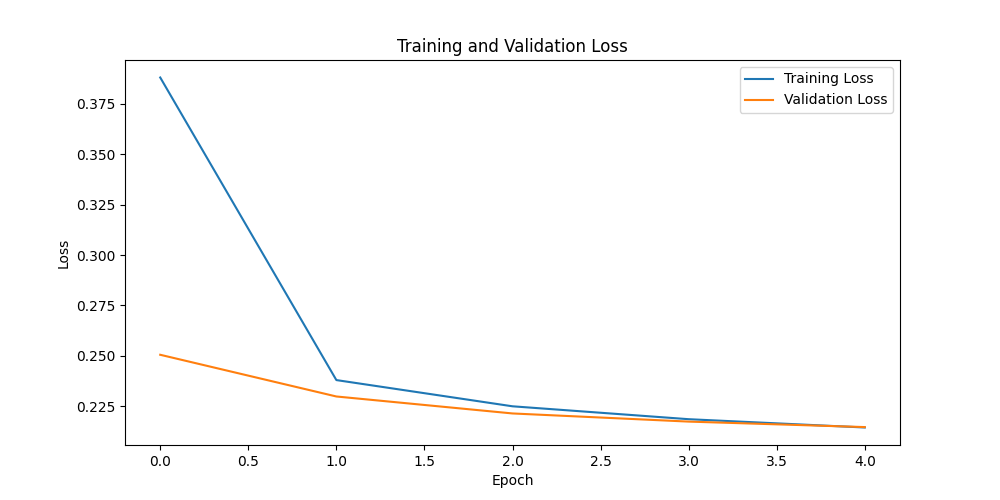 Training and Validation Loss
Training Loss
Validation Loss
0.375
0.350
0.325
0.300
0.275
0.250
0.225
Loss
0.0 0.5 1.0 1.5 2.0 2.5 3.0 3.5 4.0
Epoch